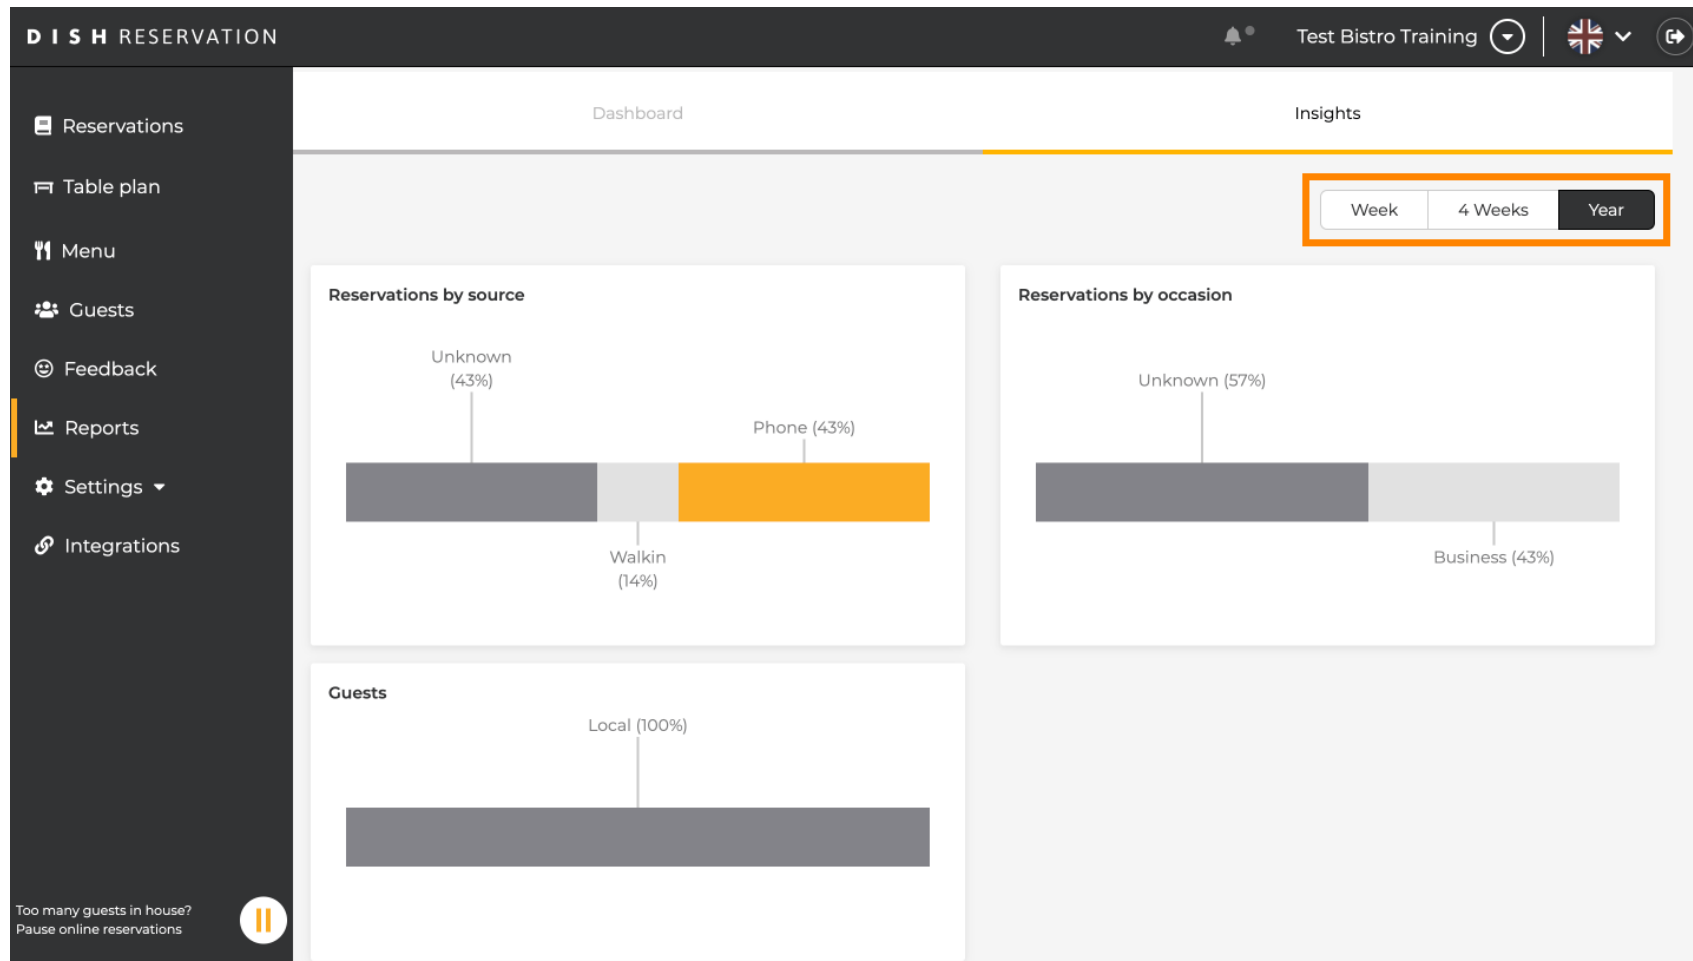 DISH RESERVATION
Test Bistro Training
Reservations
Table plan
Menu
Guests
Feedback
Reports
Settings
Integrations
Too many guests in house?
Pause online reservations
Dashboard
Insights
Week
4 Weeks
Year
Reservations by source
Unknown
(43%)
Phone (43%)
Walkin
(14%)
Reservations by occasion
Unknown (57%)
Business (43%)
Guests
Local (100%)